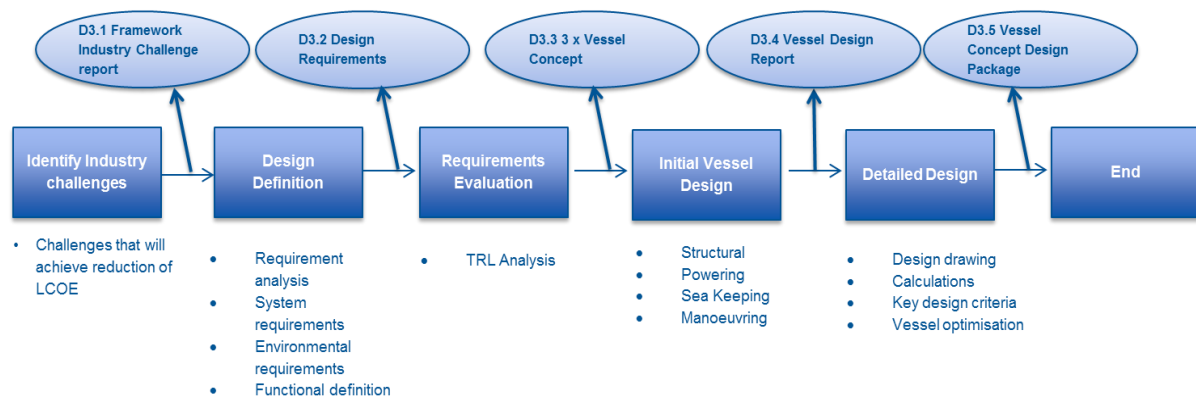 D3.1 Framework
Industry Challenge
report
D3.2 Design
Requirements
D3.3 3 x Vessel
Concept
D3.4 Vessel Design
Report
D3.5 Vessel
Concept Design
Package
Identify Industry
challenges
Design
Definition
Requirements
Evaluation
Initial Vessel
Design
Detailed Design
End
• Challenges that will
achieve reduction of
LCOE
• Requirement
analysis
• System
requirements
• Environmental
requirements
• Functional definition
• TRL Analysis
• Structural
• Powering
• Sea Keeping
• Manoeuvring
• Design drawing
• Calculations
• Key design criteria
• Vessel optimisation